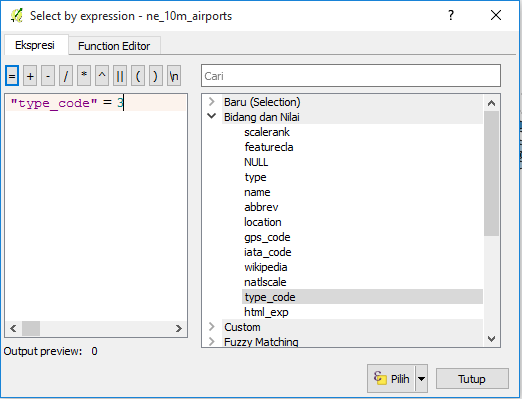 Select by expression - ne_10m_airports
Ekspresi
Function Editor
= + - / * ^ || ( ) \n
Cari
"type_code" = 3
Baru (Selection)
Bidang dan Nilai
scalerank
featurecla
NULL
type
name
abbrev
location
gps_code
iata_code
wikipedia
natlscale
type_code
html_exp
Custom
Fuzzy Matching
Output preview: 0
Pilih
Tutup